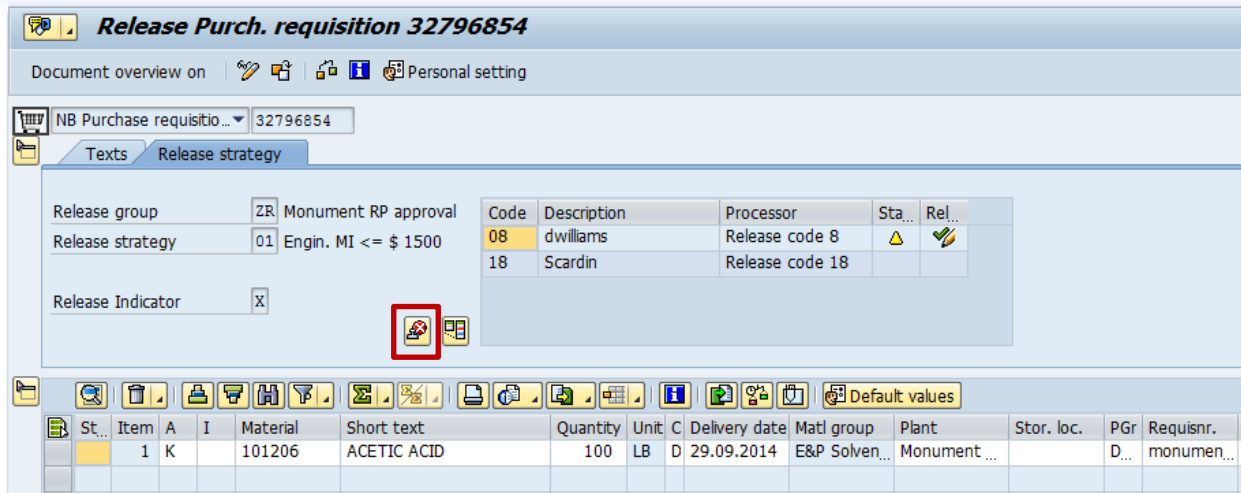 Release Purch. requisition 32796854
Document overview on Personal setting
NB Purchase requisitio... 32796854
Texts Release strategy
Release group ZR Monument RP approval
Release strategy 01 Engin. MI <= $ 1500
Release Indicator X
Code Description Processor Sta... Rel...
08 dwilliams Release code 8
18 Scardin Release code 18
Default values
St... Item A I Material Short text Quantity Unit C Delivery date Matl group Plant Stor. loc. PGr Requisnr.
1 K 101206 ACETIC ACID 100 LB D 29.09.2014 E&P Solven... Monument ... D... monumen...